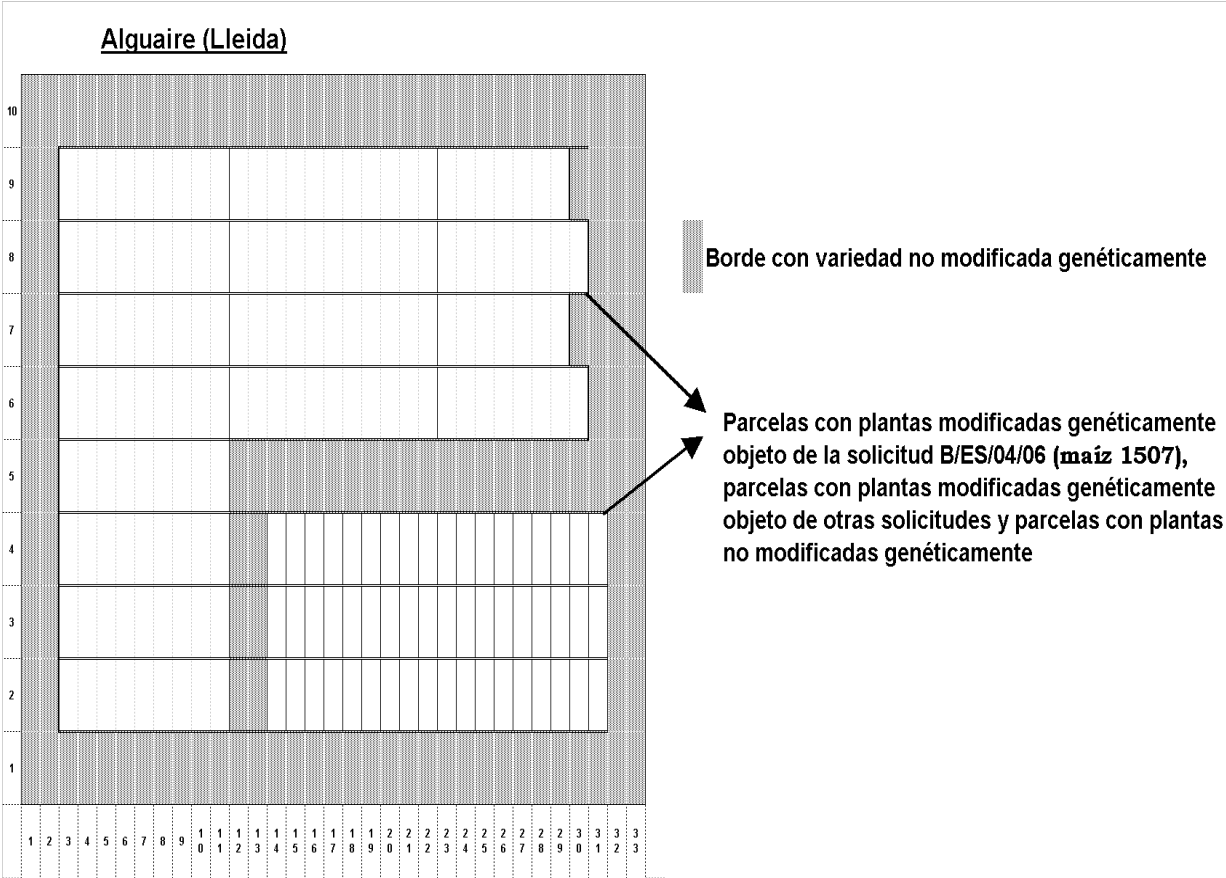 Alguaire (Lleida)
10
9
8
7
6
5
4
3
2
1
1 2 3 4 5 6 7 8 9 10 11 12 13 14 15 16 17 18 19 20 21 22 23 24 25 26 27 28 29 30 31 32 33
Borde con variedad no modificada genéticamente
Parcelas con plantas modificadas genéticamente
objeto de la solicitud B/ES/04/06 (maíz 1507),
parcelas con plantas modificadas genéticamente
objeto de otras solicitudes y parcelas con plantas
no modificadas genéticamente